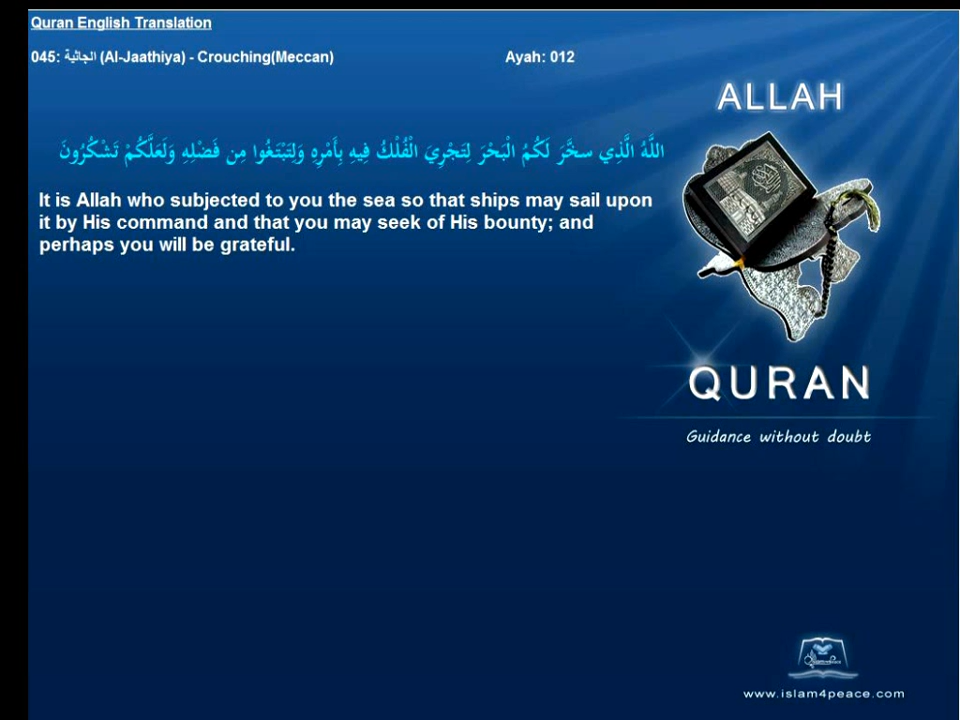 Quran English Translation
045: الجاثية (Al-Jaathiya) - Crouching(Meccan) Ayah: 012
ALLAH
اللَّهُ الَّذِي سخَّرَ لَكُمُ الْبَحْرَ لِتَجْرِيَ الْفُلْكُ فِيهِ بِأَمْرِهِ وَلِتَبْتَغُوا مِن فَضْلِهِ وَلَعَلَّكُمْ تَشْكُرُونَ
It is Allah who subjected to you the sea so that ships may sail upon
it by His command and that you may seek of His bounty; and
perhaps you will be grateful.
QURAN
Guidance without doubt
www.islam4peace.com